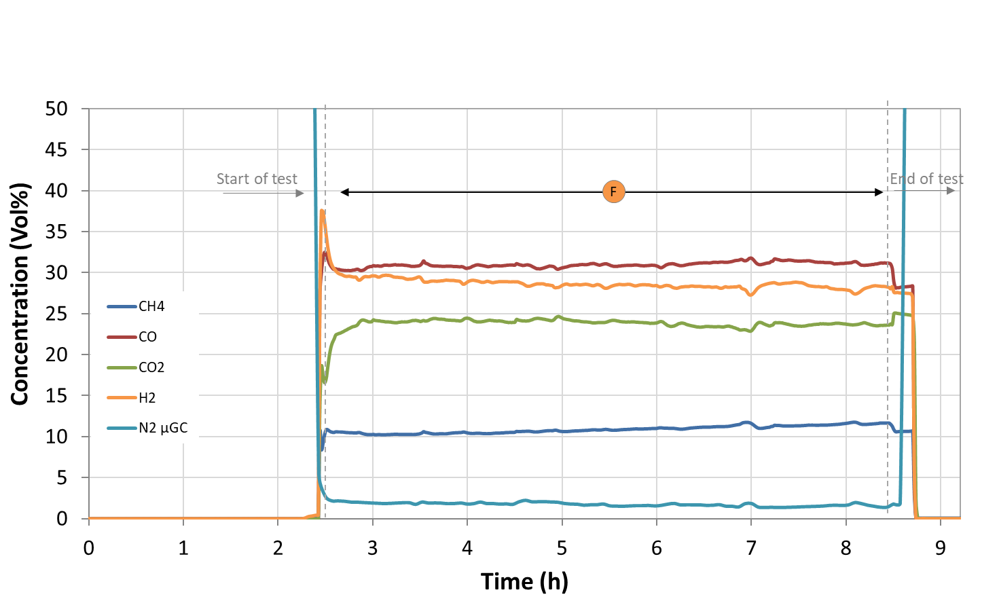 50
45
40
35
30
25
20
15
10
5
0
Concentration (Vol%)
Start of test
F
End of test
CH4
CO
CO2
H2
N2 µGC
0 1 2 3 4 5 6 7 8 9
Time (h)